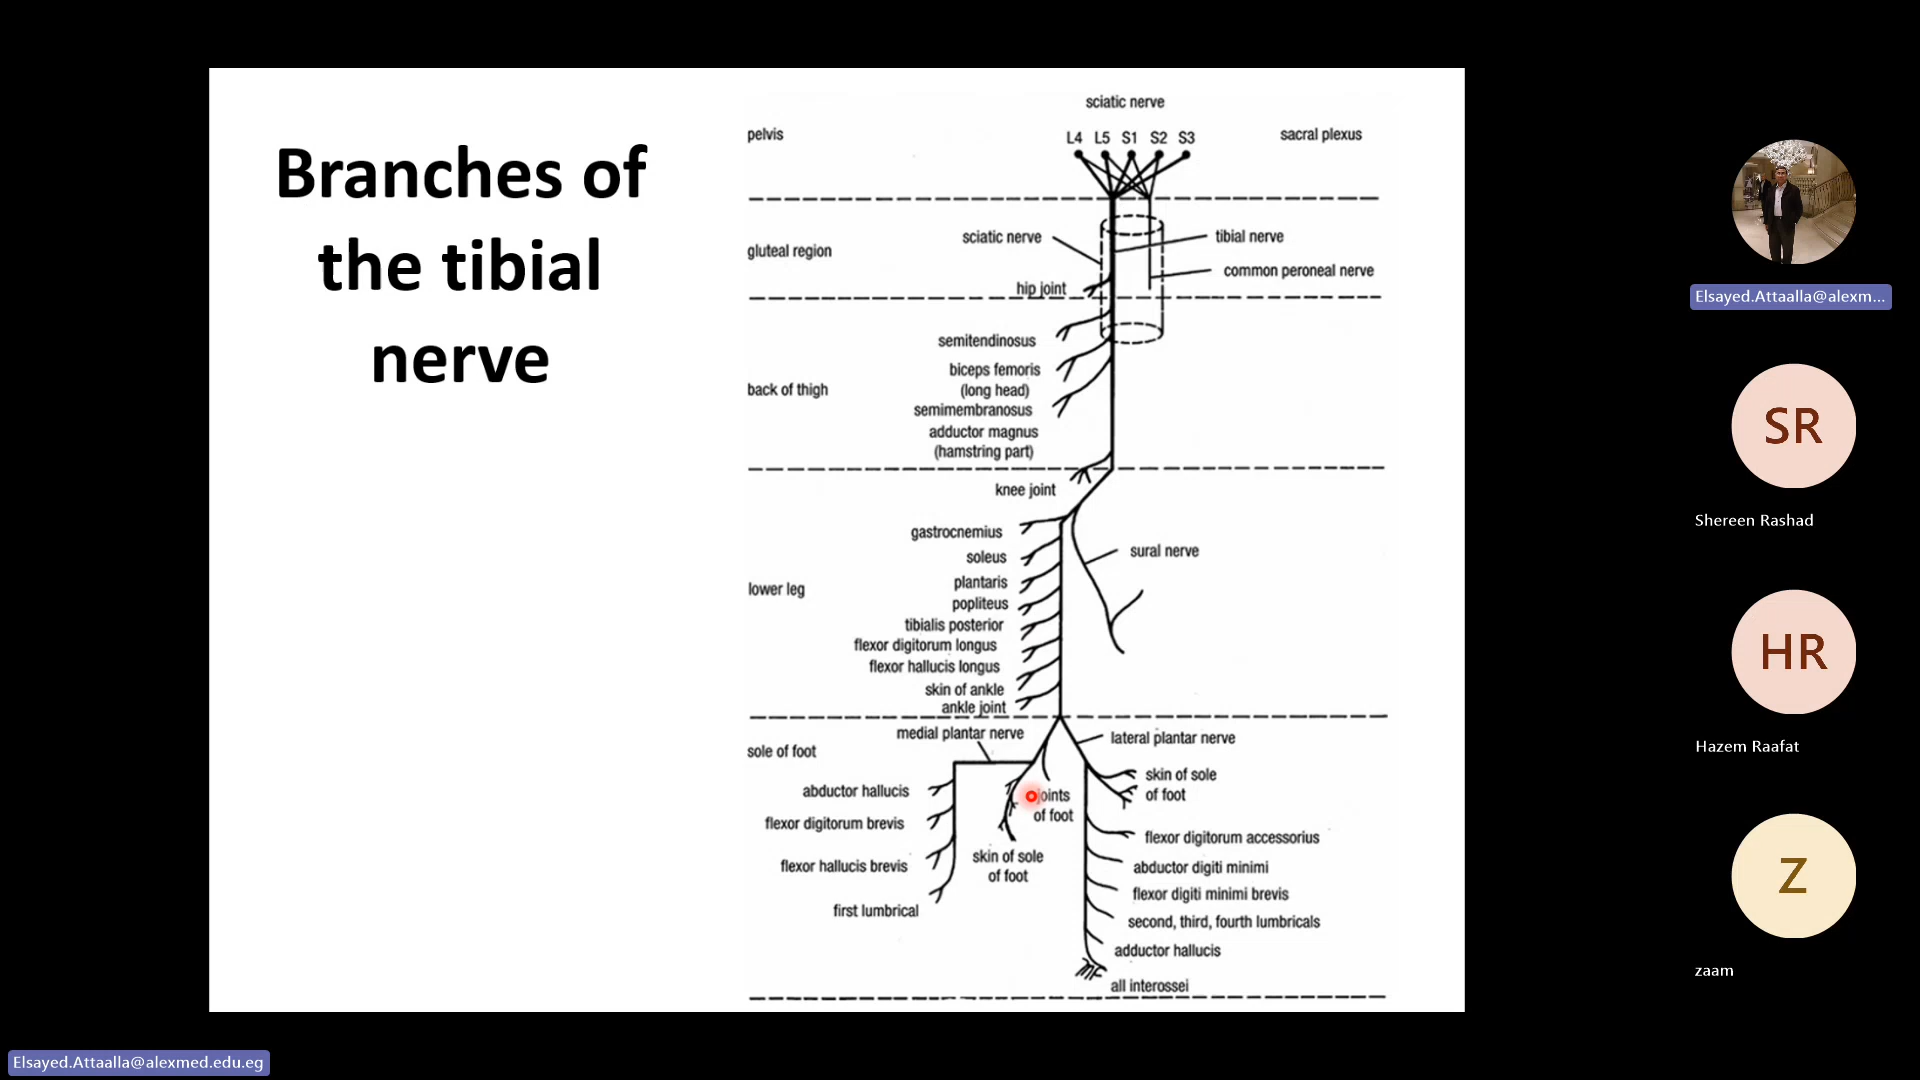 Branches of
the tibial
nerve
sciatic nerve
pelvis
L4 L5 S1 S2 S3
sacral plexus
gluteal region
sciatic nerve
tibial nerve
common peroneal nerve
hip joint
back of thigh
semitendinosus
biceps femoris
(long head)
semimembranosus
adductor magnus
(hamstring part)
knee joint
lower leg
gastrocnemius
soleus
plantaris
popliteus
tibialis posterior
flexor digitorum longus
flexor hallucis longus
skin of ankle
ankle joint
sural nerve
sole of foot
medial plantar nerve
lateral plantar nerve
abductor hallucis
flexor digitorum brevis
flexor hallucis brevis
first lumbrical
joints
of foot
skin of sole
of foot
skin of sole
of foot
flexor digitorum accessorius
abductor digiti minimi
flexor digiti minimi brevis
second, third, fourth lumbricals
adductor hallucis
all interossei
Elsayed.Attaalla@alexm...
SR
Shereen Rashad
HR
Hazem Raafat
Z
zaam
Elsayed.Attaalla@alexmed.edu.eg